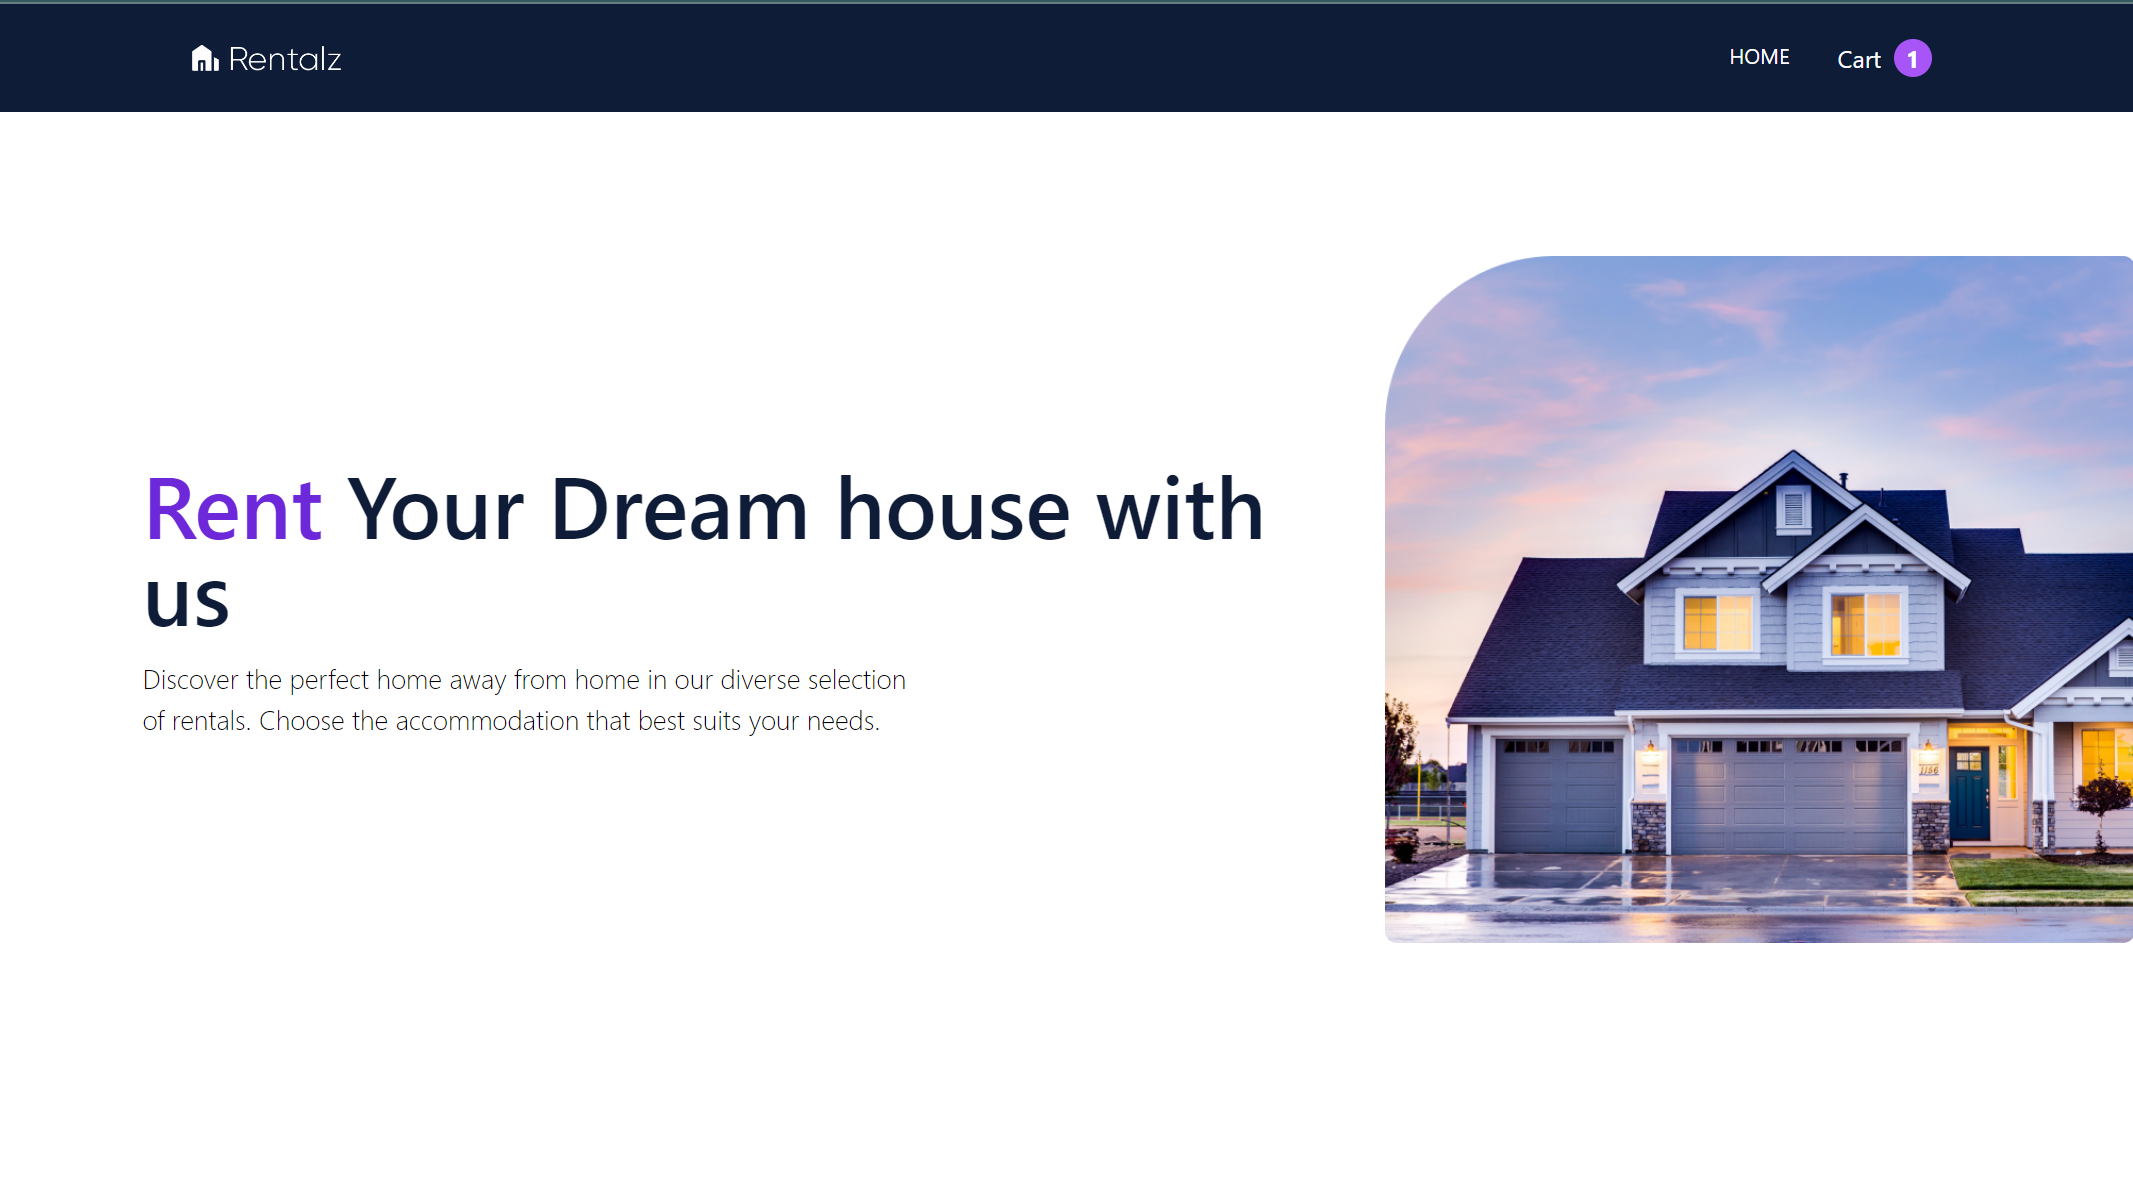 Rentalz
HOME
Cart 1
Rent Your Dream house with
us
Discover the perfect home away from home in our diverse selection
of rentals. Choose the accommodation that best suits your needs.
1156